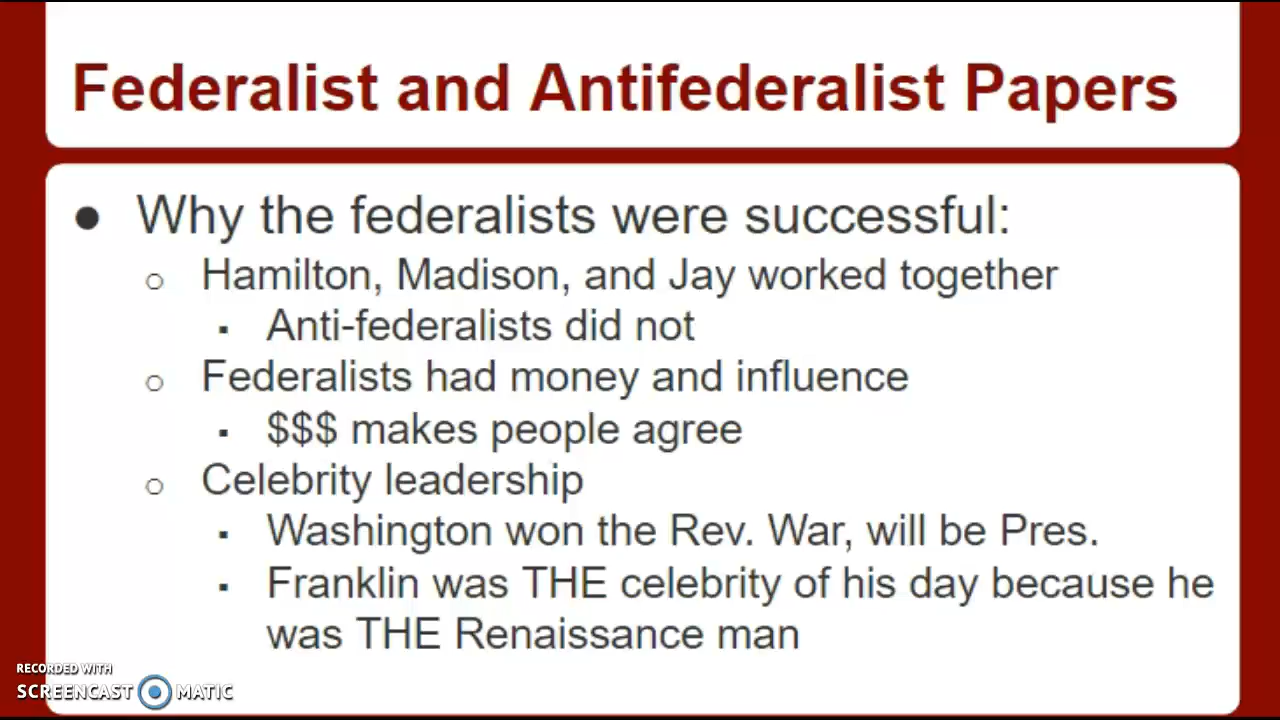 Federalist and Antifederalist Papers
● Why the federalists were successful:
○ Hamilton, Madison, and Jay worked together
▪ Anti-federalists did not
○ Federalists had money and influence
▪ $$$ makes people agree
○ Celebrity leadership
▪ Washington won the Rev. War, will be Pres.
▪ Franklin was THE celebrity of his day because he
was THE Renaissance man
RECORDED WITH
SCREENCAST MATIC